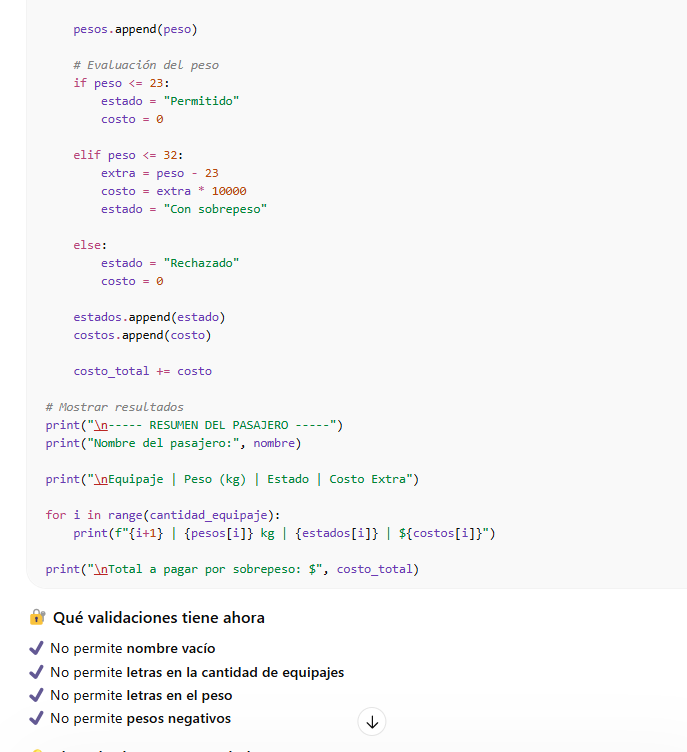 pesos.append(peso)
# Evaluación del peso
if peso <= 23:
estado = "Permitido"
costo = 0
elif peso <= 32:
extra = peso - 23
costo = extra * 10000
estado = "Con sobrepeso"
else:
estado = "Rechazado"
costo = 0
estados.append(estado)
costos.append(costo)
costo_total += costo
# Mostrar resultados
print("\n----- RESUMEN DEL PASAJERO -----")
print("Nombre del pasajero:", nombre)
print("\nEquipaje | Peso (kg) | Estado | Costo Extra")
for i in range(cantidad_equipaje):
print(f"{i+1} | {pesos[i]} kg | {estados[i]} | ${costos[i]}")
print("\nTotal a pagar por sobrepeso: $", costo_total)
🔐 Qué validaciones tiene ahora
✔ No permite nombre vacío
✔ No permite letras en la cantidad de equipajes
✔ No permite letras en el peso
✔ No permite pesos negativos